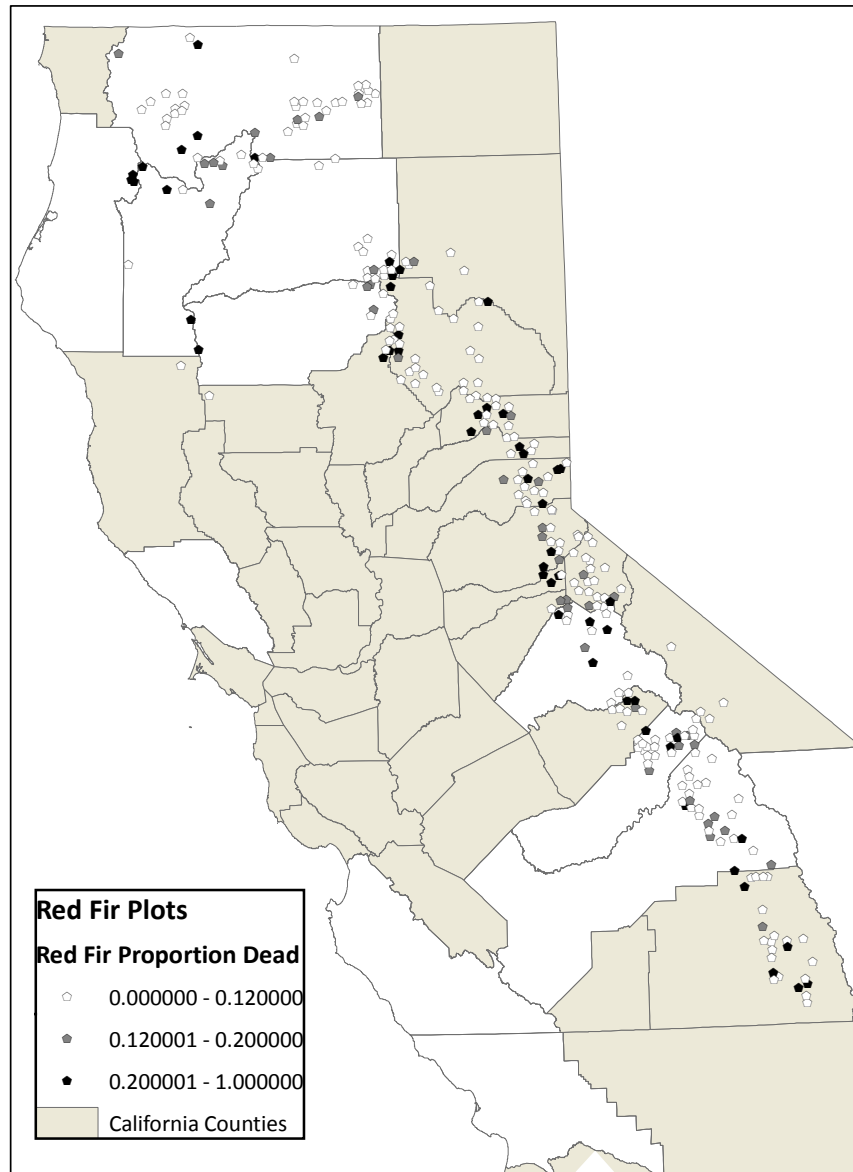 Red Fir Plots
Red Fir Proportion Dead
0.000000 - 0.120000
0.120001 - 0.200000
0.200001 - 1.000000
California Counties